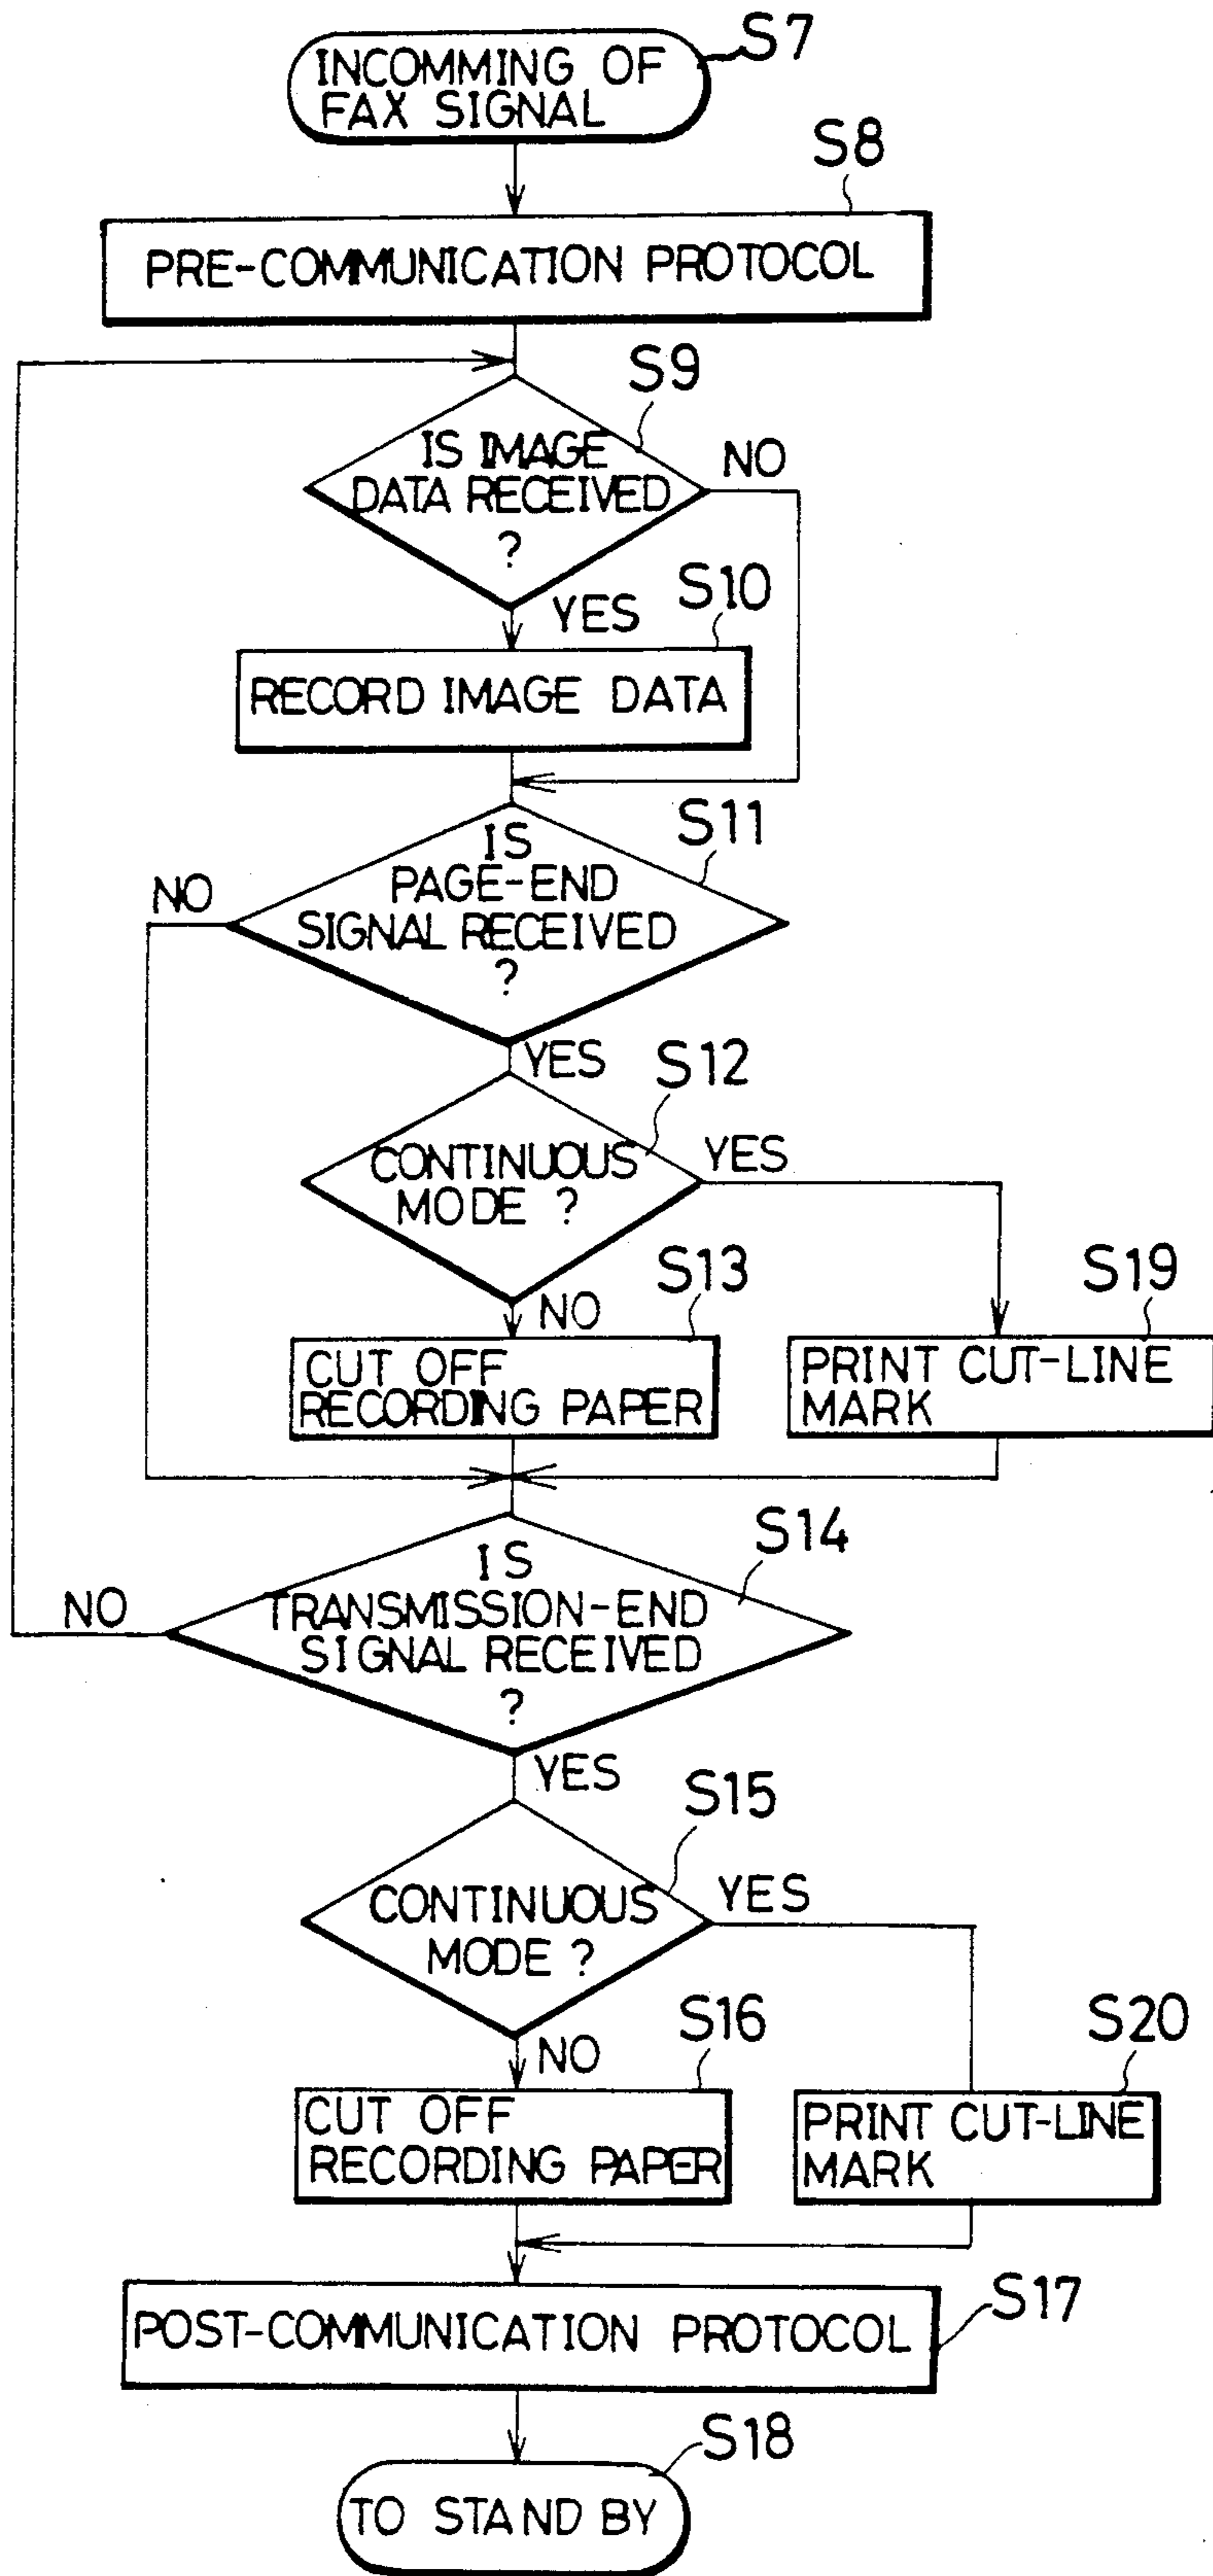 S7
INCOMMING OF
FAX SIGNAL
S8
PRE-COMMUNICATION PROTOCOL
S9
IS IMAGE
DATA RECEIVED
?
NO
YES
S10
RECORD IMAGE DATA
S11
IS
PAGE-END
SIGNAL RECEIVED
?
NO
YES
S12
CONTINUOUS
MODE ?
YES
NO
S13
CUT OFF
RECORDING PAPER
S19
PRINT CUT-LINE
MARK
S14
IS
TRANSMISSION-END
SIGNAL RECEIVED
?
NO
YES
S15
CONTINUOUS
MODE ?
YES
NO
S16
CUT OFF
RECORDING PAPER
S20
PRINT CUT-LINE
MARK
S17
POST-COMMUNICATION PROTOCOL
S18
TO STAND BY